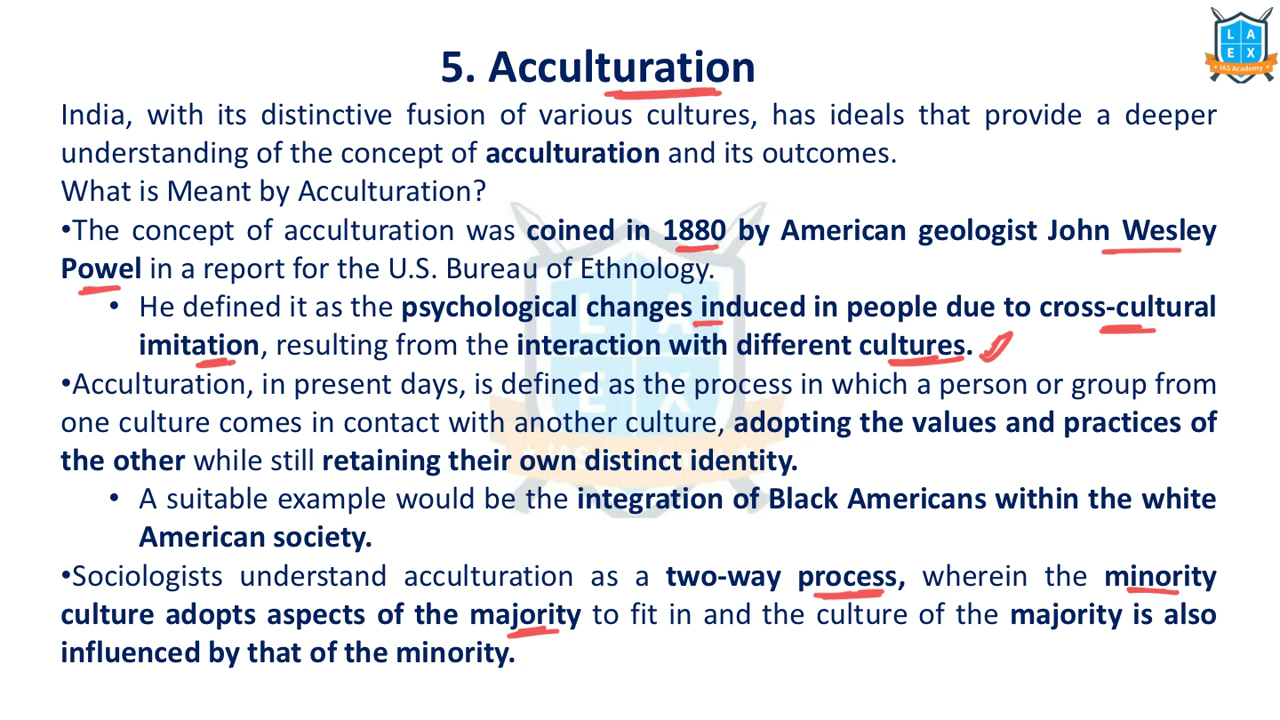 L A
E X
IAS Academy
5. Acculturation
India, with its distinctive fusion of various cultures, has ideals that provide a deeper
understanding of the concept of acculturation and its outcomes.
What is Meant by Acculturation?
•The concept of acculturation was coined in 1880 by American geologist John Wesley
Powel in a report for the U.S. Bureau of Ethnology.
• He defined it as the psychological changes induced in people due to cross-cultural
imitation, resulting from the interaction with different cultures.
•Acculturation, in present days, is defined as the process in which a person or group from
one culture comes in contact with another culture, adopting the values and practices of
the other while still retaining their own distinct identity.
• A suitable example would be the integration of Black Americans within the white
American society.
•Sociologists understand acculturation as a two-way process, wherein the minority
culture adopts aspects of the majority to fit in and the culture of the majority is also
influenced by that of the minority.